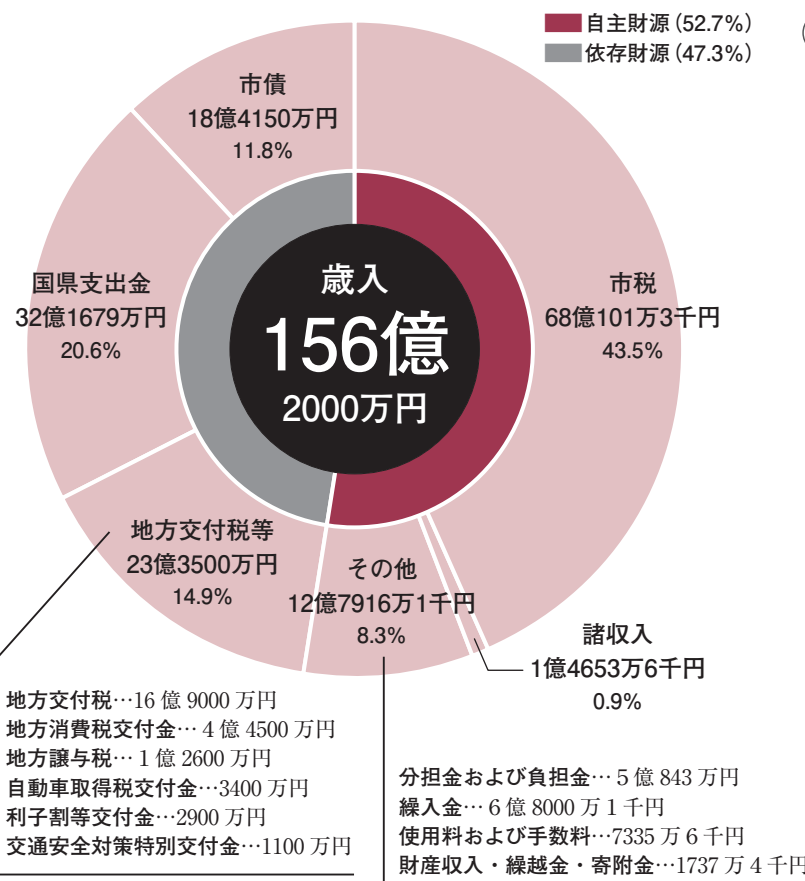 自主財源(52.7%)
依存財源(47.3%)
市債
18億4150万円
11.8%
国県支出金
32億1679万円
20.6%
歳入
156億
2000万円
市税
68億101万3千円
43.5%
地方交付税等
23億3500万円
14.9%
その他
12億7916万1千円
8.3%
諸収入
1億4653万6千円
0.9%
地方交付税…16億9000万円
地方消費税交付金…4億4500万円
地方譲与税…1億2600万円
自動車取得税交付金…3400万円
利子割等交付金…2900万円
交通安全対策特別交付金…1100万円
分担金および負担金…5億843万円
繰入金…6億8000万1千円
使用料および手数料…7335万6千円
財産収入・繰越金・寄附金…1737万4千円